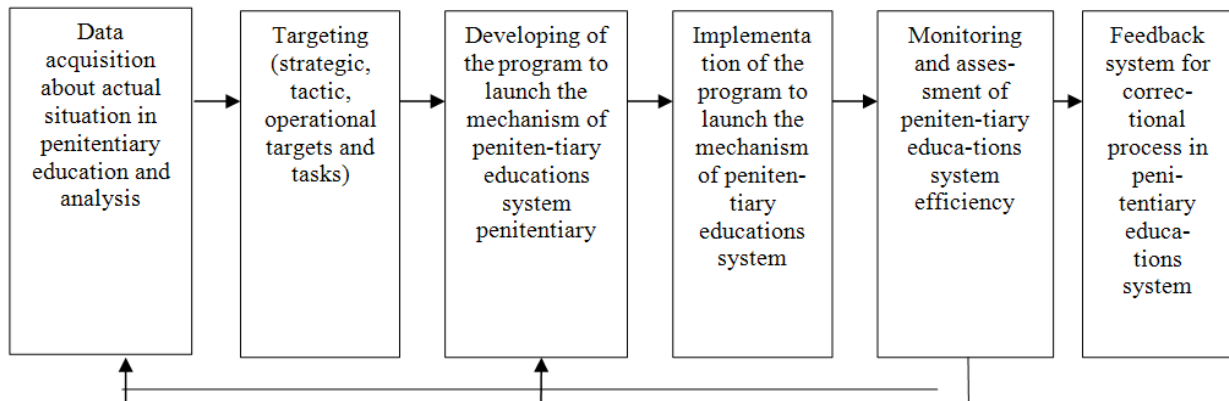 Data
acquisition
about actual
situation in
penitentiary
education and
analysis
Targeting
(strategic,
tactic,
operational
targets and
tasks)
Developing of
the program to
launch the
mechanism of
peniten-tiary
educations
system
penitentiary
Implementa
tion of the
program to
launch the
mechanism
of peniten-
tiary
educations
system
Monitoring
and asses-
sment of
peniten-tiary
educa-tions
system
efficiency
Feedback
system for
correc-
tional
process in
peni-
tentiary
educa-
tions
system